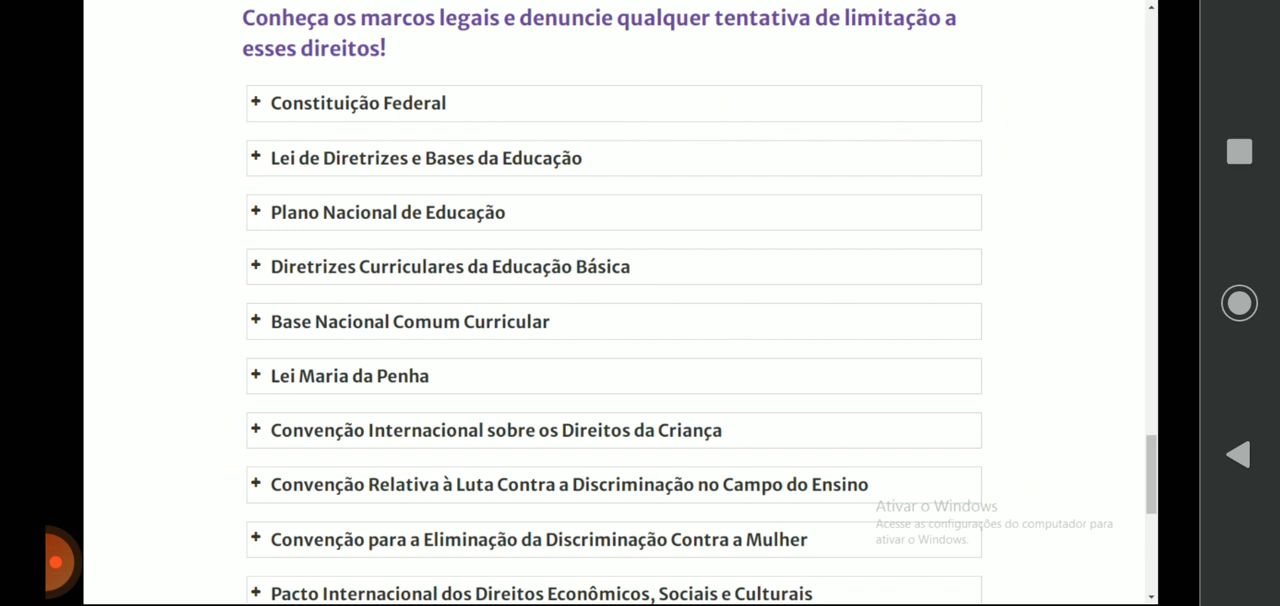 Conheça os marcos legais e denuncie qualquer tentativa de limitação a
esses direitos!
+ Constituição Federal
+ Lei de Diretrizes e Bases da Educação
+ Plano Nacional de Educação
+ Diretrizes Curriculares da Educação Básica
+ Base Nacional Comum Curricular
+ Lei Maria da Penha
+ Convenção Internacional sobre os Direitos da Criança
+ Convenção Relativa à Luta Contra a Discriminação no Campo do Ensino
Ativar o Windows
Acesse as configurações do computador para
ativar o Windows.
+ Convenção para a Eliminação da Discriminação Contra a Mulher
+ Pacto Internacional dos Direitos Econômicos, Sociais e Culturais